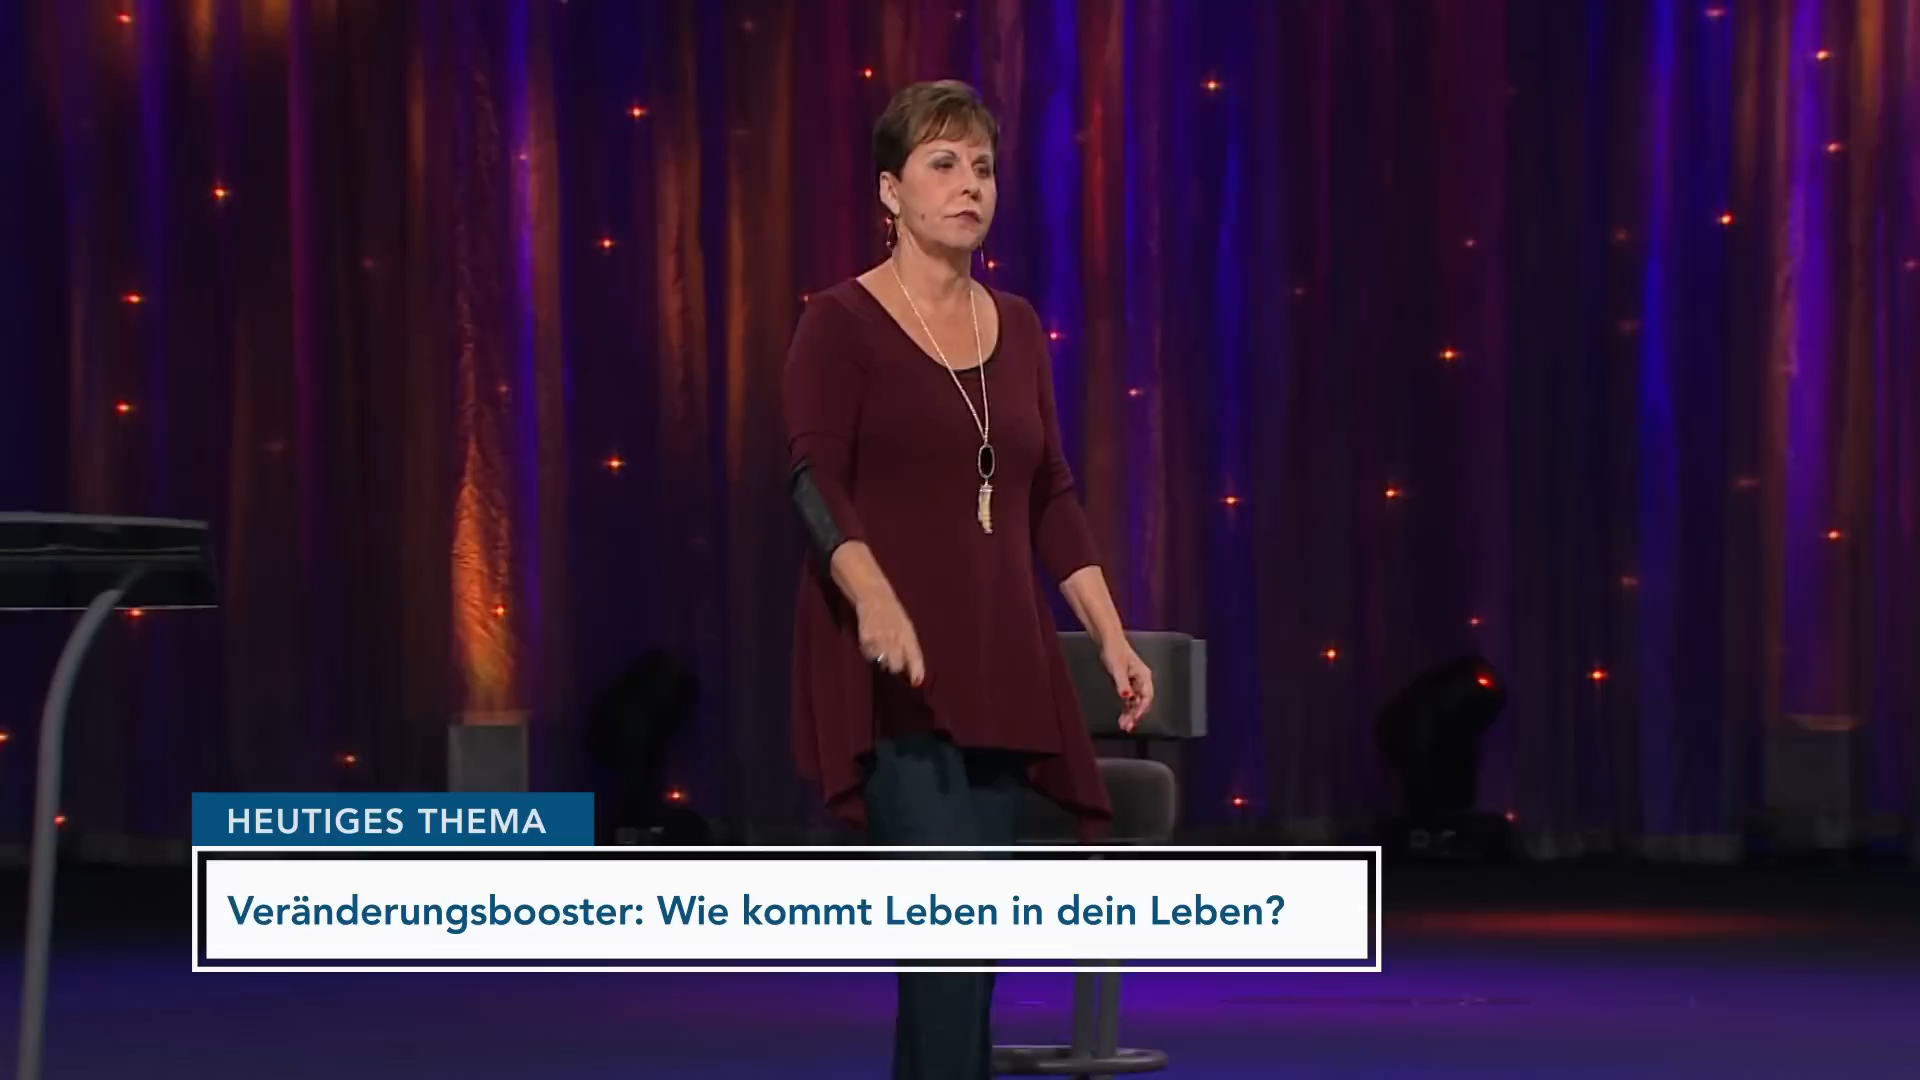 HEUTIGES THEMA
Veränderungsbooster: Wie kommt Leben in dein Leben?